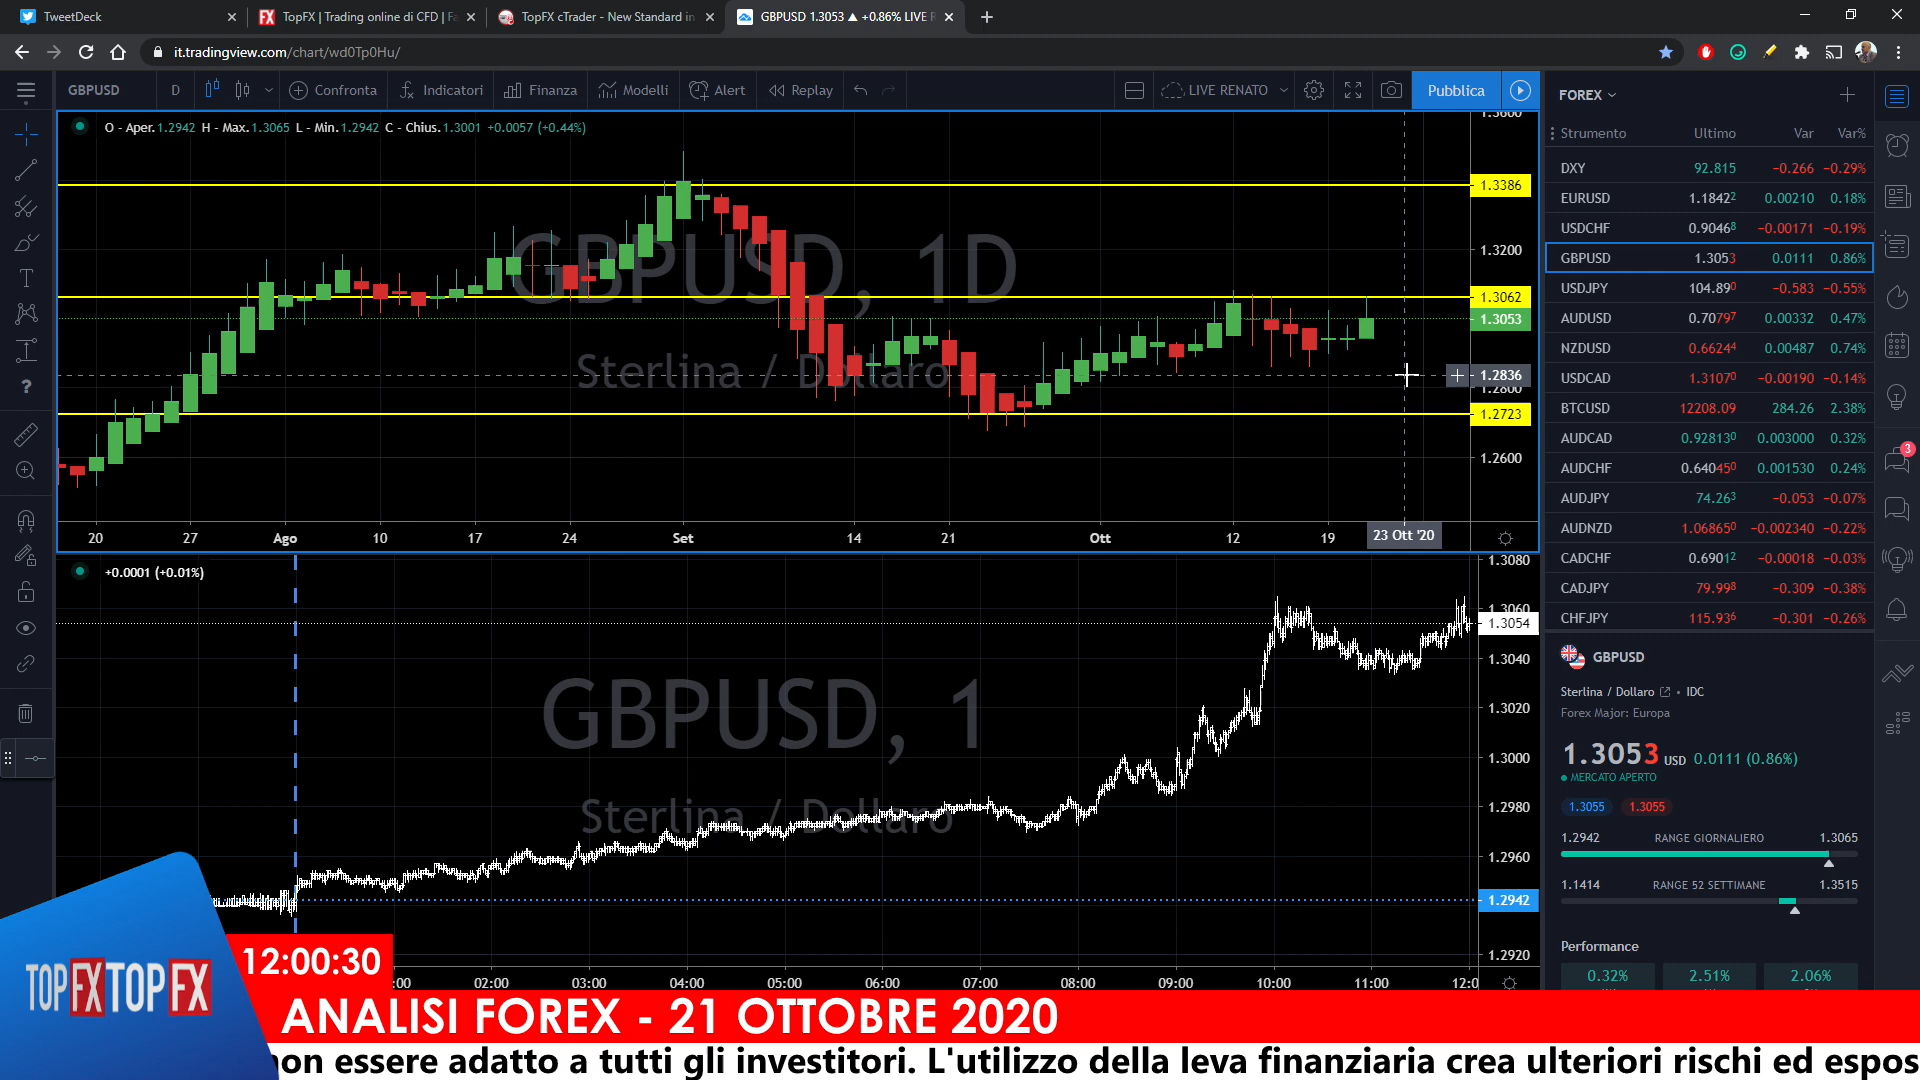 TweetDeck
TopFX | Trading online di CFD | Fa
TopFX cTrader - New Standard in
GBPUSD 1.3053 ▲ +0.86% LIVE R
it.tradingview.com/chart/wd0Tp0Hu/
GBPUSD D Confronta Indicatori Finanza Modelli Alert Replay LIVE RENATO Pubblica
O - Aper.1.2942 H - Max.1.3065 L - Min.1.2942 C - Chius.1.3001 +0.0057 (+0.44%)
GBPUSD, 1D
Sterlina / Dollaro
1.3600
1.3386
1.3200
1.3062
1.3053
1.2836
1.2800
1.2723
1.2600
20 27 Ago 10 17 24 Set 14 21 Ott 12 19 23 Ott '20
+0.0001 (+0.01%)
GBPUSD, 1
Sterlina / Dollaro
1.3080
1.3060
1.3054
1.3040
1.3020
1.3000
1.2980
1.2960
1.2942
1.2920
:00 02:00 03:00 04:00 05:00 06:00 07:00 08:00 09:00 10:00 11:00 12:0
FOREX
Strumento Ultimo Var Var%
DXY 92.815 −0.266 −0.29%
EURUSD 1.18422 0.00210 0.18%
USDCHF 0.90468 −0.00171 −0.19%
GBPUSD 1.3053 0.0111 0.86%
USDJPY 104.890 −0.583 −0.55%
AUDUSD 0.70797 0.00332 0.47%
NZDUSD 0.66244 0.00487 0.74%
USDCAD 1.31070 −0.00190 −0.14%
BTCUSD 12208.09 284.26 2.38%
AUDCAD 0.928130 0.003000 0.32%
AUDCHF 0.640450 0.001530 0.24%
AUDJPY 74.263 −0.053 −0.07%
AUDNZD 1.068650 −0.002340 −0.22%
CADCHF 0.69012 −0.00018 −0.03%
CADJPY 79.998 −0.309 −0.38%
CHFJPY 115.936 −0.301 −0.26%
3
GBPUSD
Sterlina / Dollaro • IDC
Forex Major: Europa
1.3053 USD 0.0111 (0.86%)
MERCATO APERTO
1.3055 1.3055
1.2942 RANGE GIORNALIERO 1.3065
1.1414 RANGE 52 SETTIMANE 1.3515
Performance
0.32% 2.51% 2.06%
TOPFX TOPFX
12:00:30
ANALISI FOREX - 21 OTTOBRE 2020
non essere adatto a tutti gli investitori. L'utilizzo della leva finanziaria crea ulteriori rischi ed espos